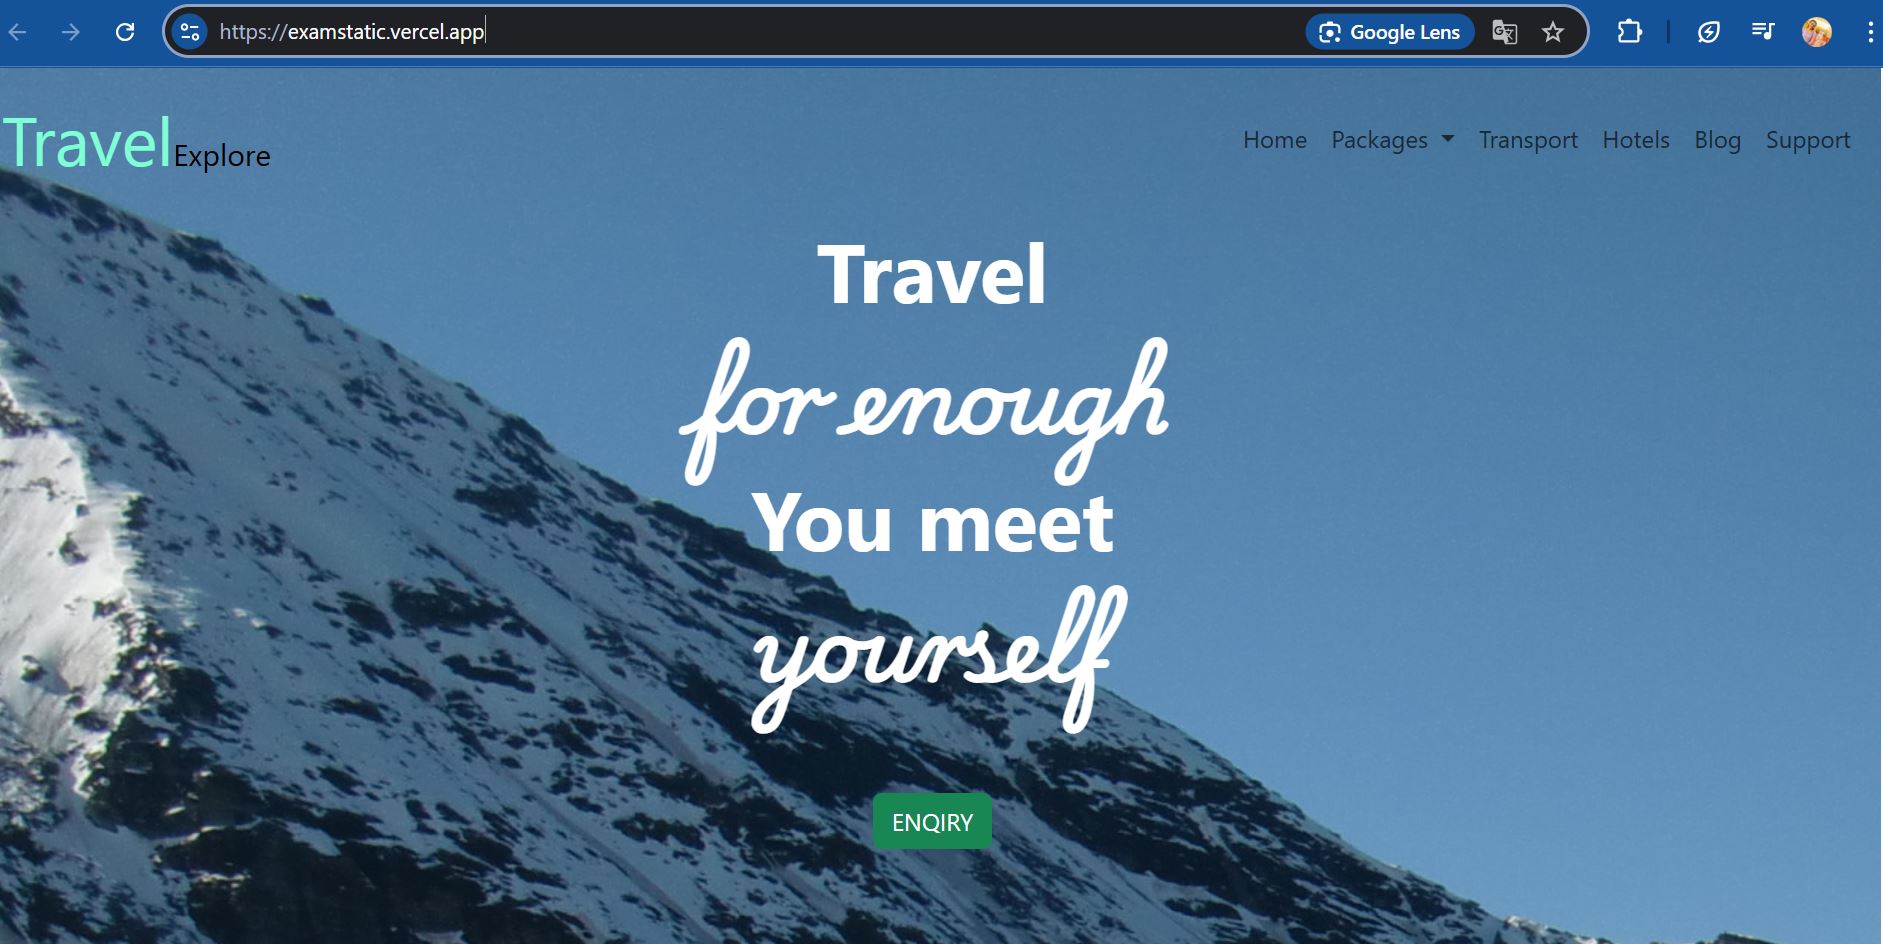 https://examstatic.vercel.app
Google Lens
TravelExplore
Home Packages Transport Hotels Blog Support
Travel
for enough
You meet
yourself
ENQIRY